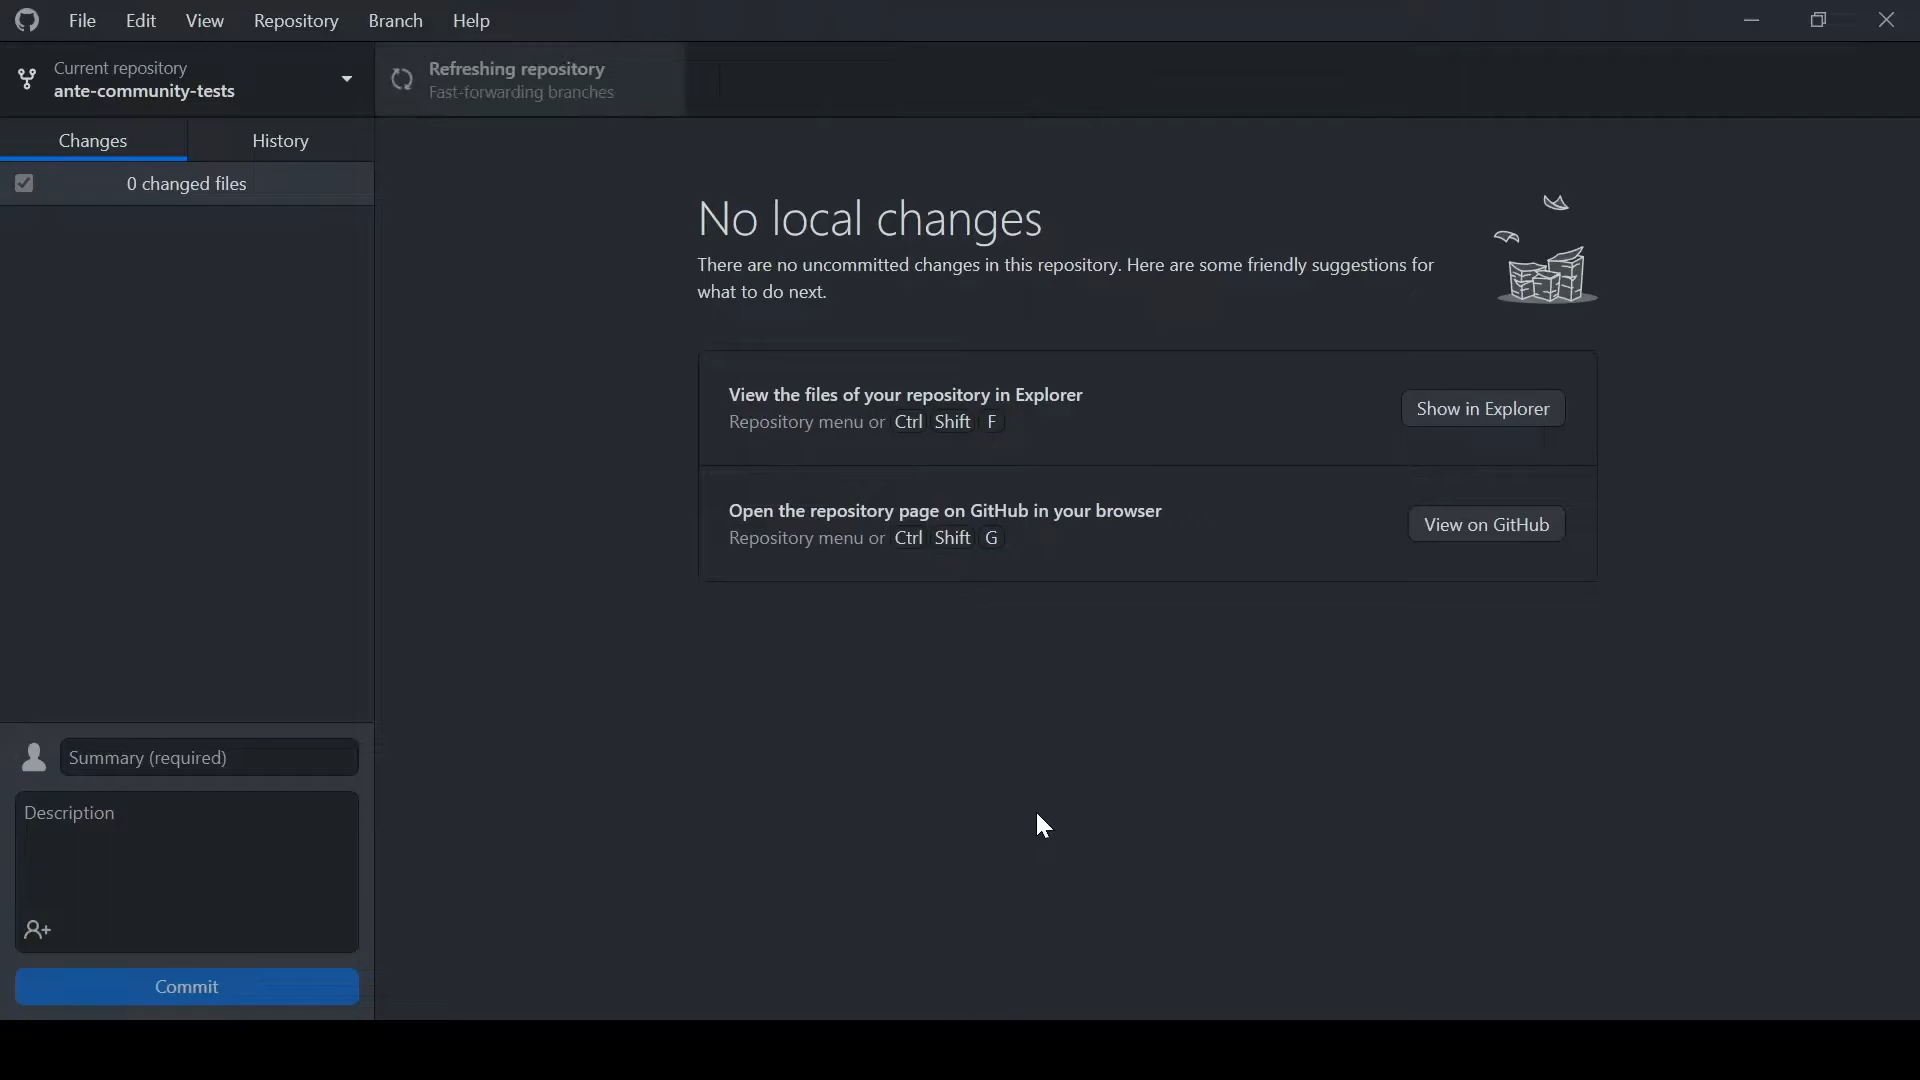 File Edit View Repository Branch Help
Current repository
ante-community-tests
Refreshing repository
Fast-forwarding branches
Changes History
0 changed files
No local changes
There are no uncommitted changes in this repository. Here are some friendly suggestions for
what to do next.
View the files of your repository in Explorer
Repository menu or Ctrl Shift F
Show in Explorer
Open the repository page on GitHub in your browser
Repository menu or Ctrl Shift G
View on GitHub
Summary (required)
Description
Commit